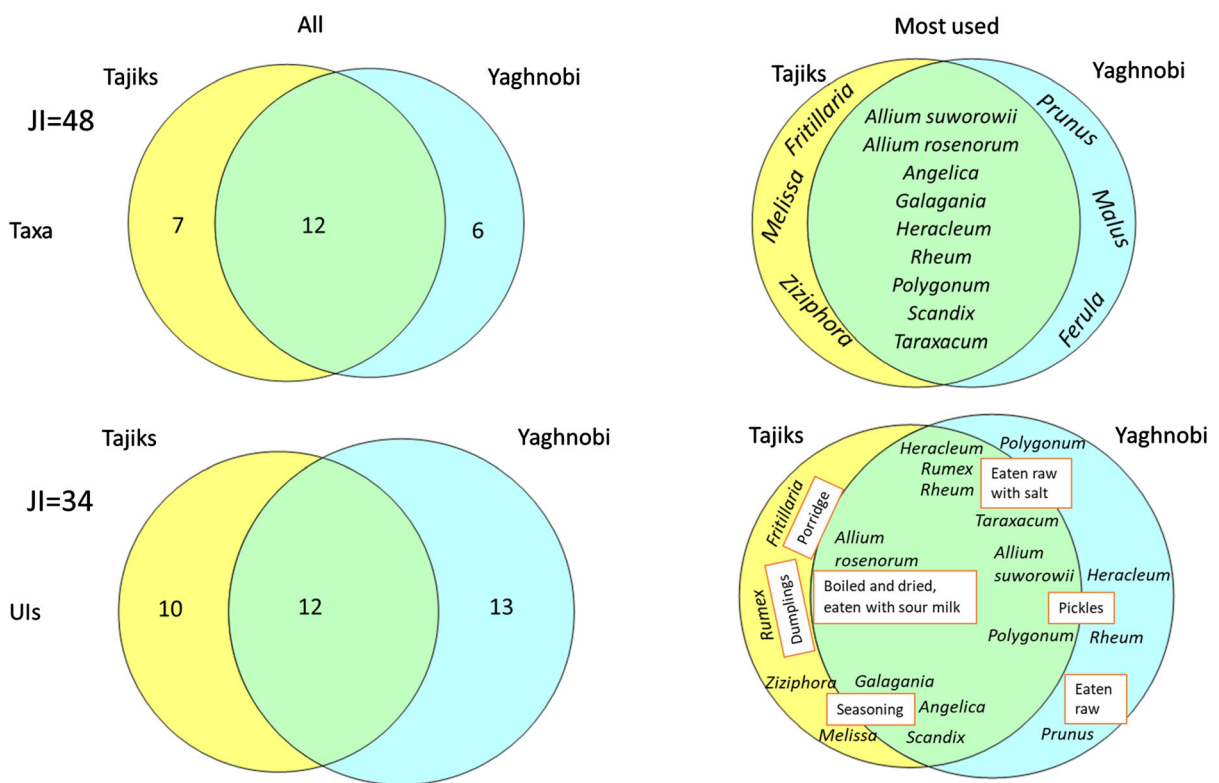 All
Tajiks
Yaghnobi
JI=48
Taxa
7
12
6
Most used
Tajiks
Yaghnobi
Fritillaria
Melissa
Ziziphora
Allium suworowii
Allium rosenorum
Angelica
Galagania
Heracleum
Rheum
Polygonum
Scandix
Taraxacum
Prunus
Malus
Ferula
Tajiks
Yaghnobi
JI=34
UIs
10
12
13
Tajiks
Yaghnobi
Heracleum
Rumex
Rheum
Polygonum
Eaten raw
with salt
Taraxacum
Fritillaria
Porridge
Allium
rosenorum
Boiled and dried,
eaten with sour milk
Rumex
Dumplings
Allium
suworowii
Heracleum
Pickles
Polygonum
Rheum
Ziziphora
Galagania
Seasoning
Angelica
Melissa
Scandix
Eaten
raw
Prunus